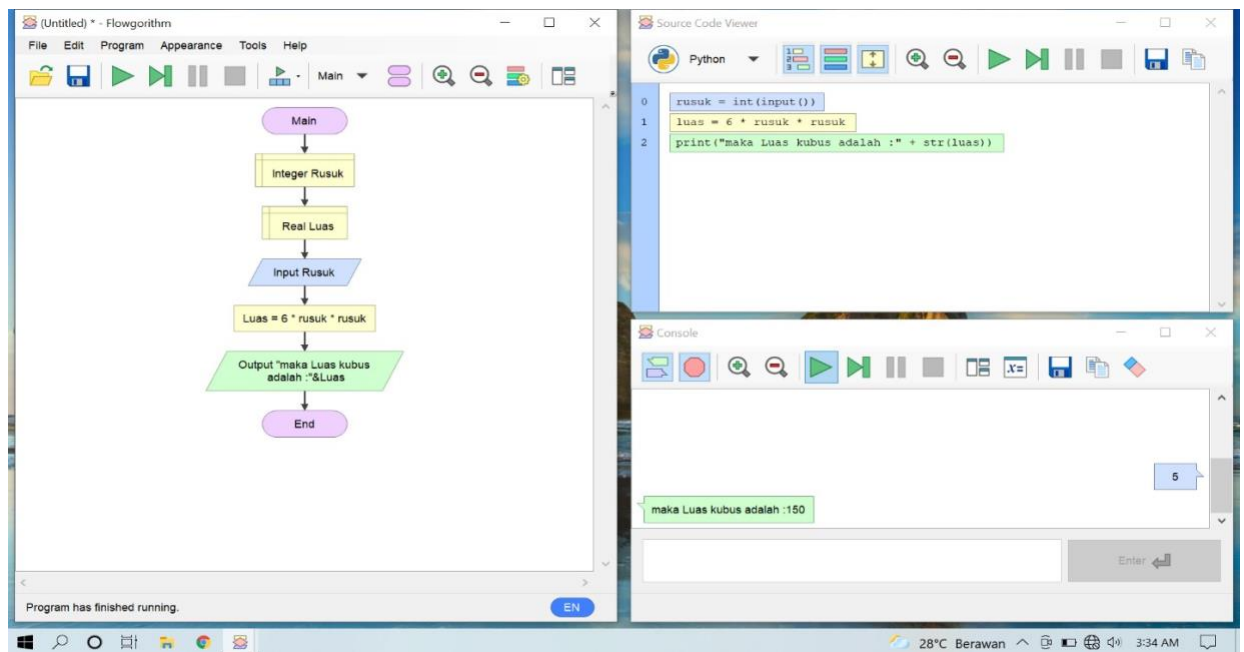 (Untitled) * - Flowgorithm
File Edit Program Appearance Tools Help
Main
Main
Integer Rusuk
Real Luas
Input Rusuk
Luas = 6 * rusuk * rusuk
Output "maka Luas kubus
adalah :"&Luas
End
Program has finished running.
EN
Source Code Viewer
Python
0 rusuk = int(input())
1 luas = 6 * rusuk * rusuk
2 print("maka Luas kubus adalah :" + str(luas))
Console
x=
5
maka Luas kubus adalah :150
Enter
28°C Berawan 3:34 AM